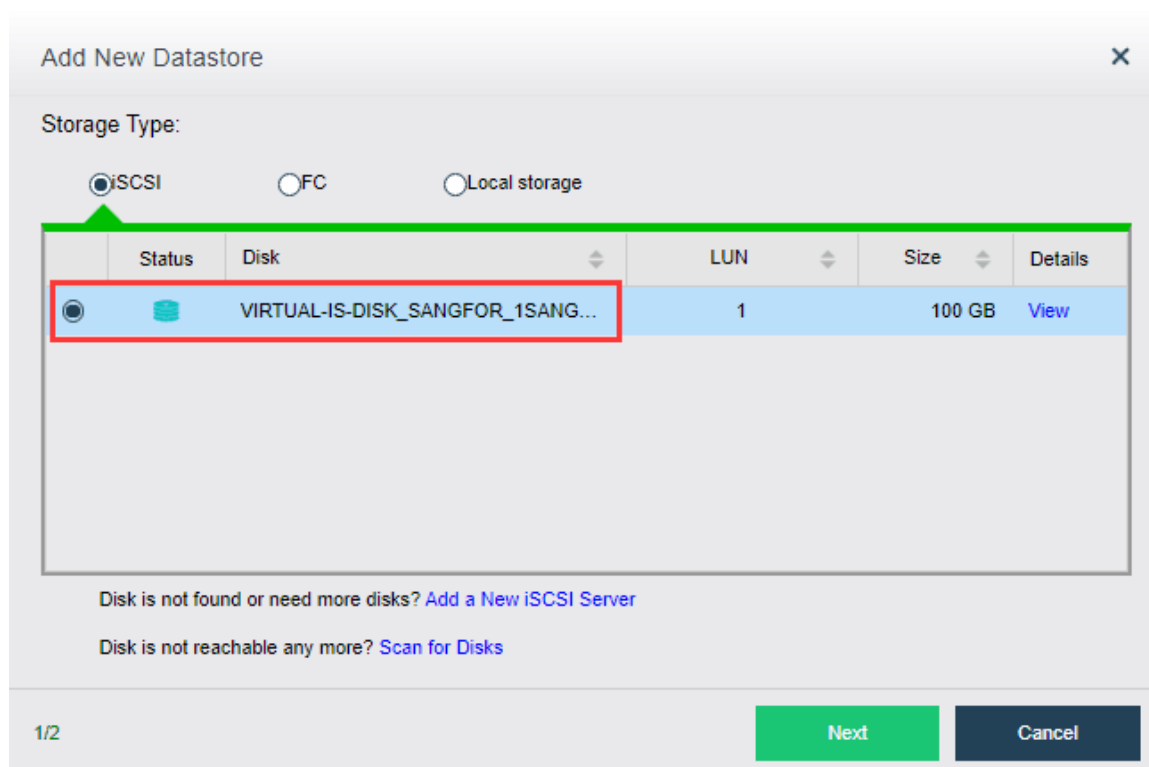 Add New Datastore
Storage Type:
iSCSI FC Local storage
Status Disk LUN Size Details
VIRTUAL-IS-DISK_SANGFOR_1SANG... 1 100 GB View
Disk is not found or need more disks? Add a New iSCSI Server
Disk is not reachable any more? Scan for Disks
1/2 Next Cancel